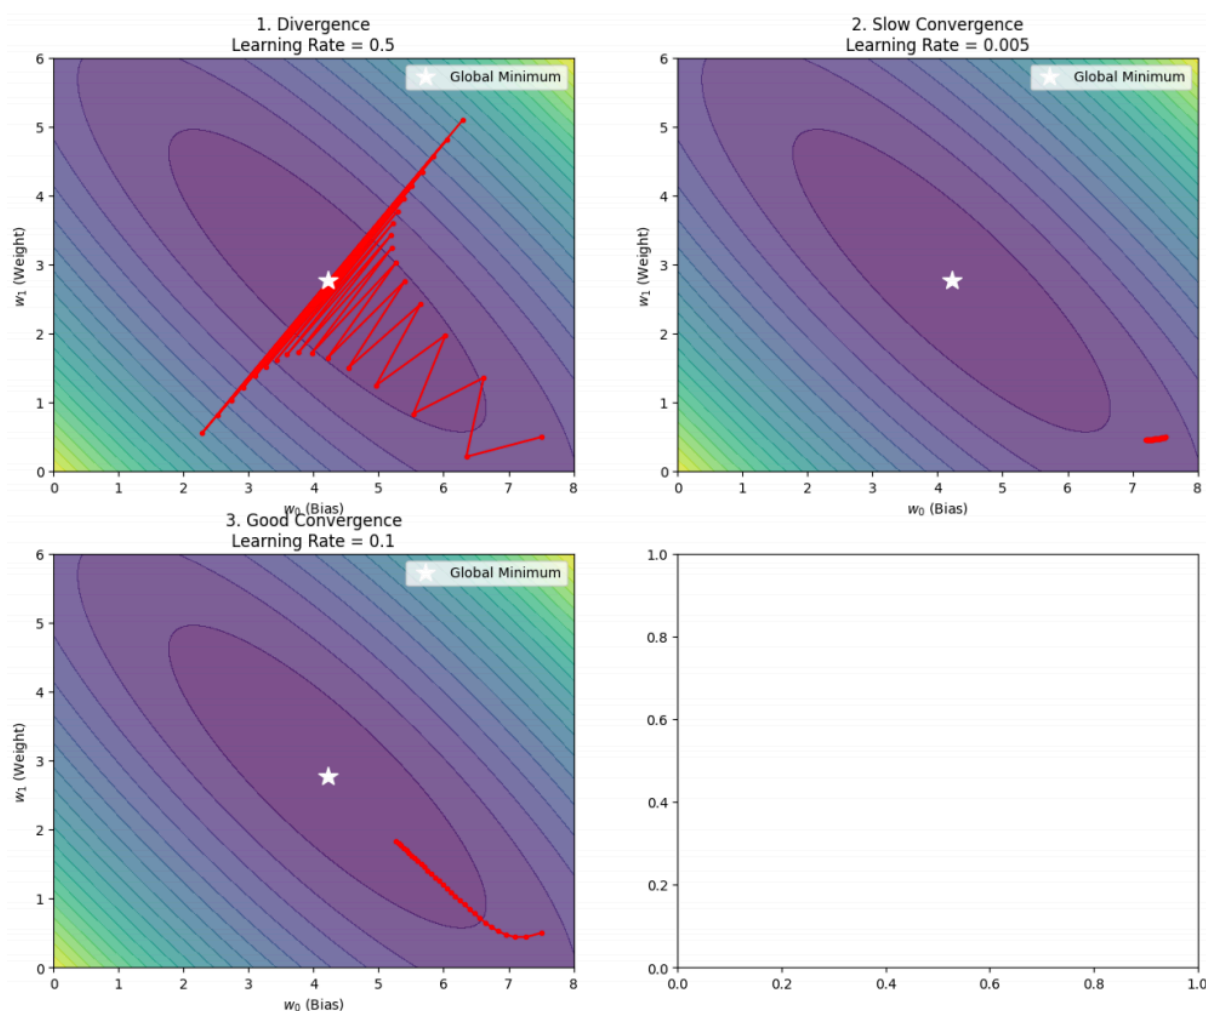 1. Divergence
Learning Rate = 0.5
Global Minimum
6
5
4
3
2
1
0
w₁ (Weight)
0 1 2 3 4 5 6 7 8
w₀ (Bias)
2. Slow Convergence
Learning Rate = 0.005
Global Minimum
6
5
4
3
2
1
0
w₁ (Weight)
0 1 2 3 4 5 6 7 8
w₀ (Bias)
3. Good Convergence
Learning Rate = 0.1
Global Minimum
6
5
4
3
2
1
0
w₁ (Weight)
0 1 2 3 4 5 6 7 8
w₀ (Bias)
1.0
0.8
0.6
0.4
0.2
0.0
0.0 0.2 0.4 0.6 0.8 1.0